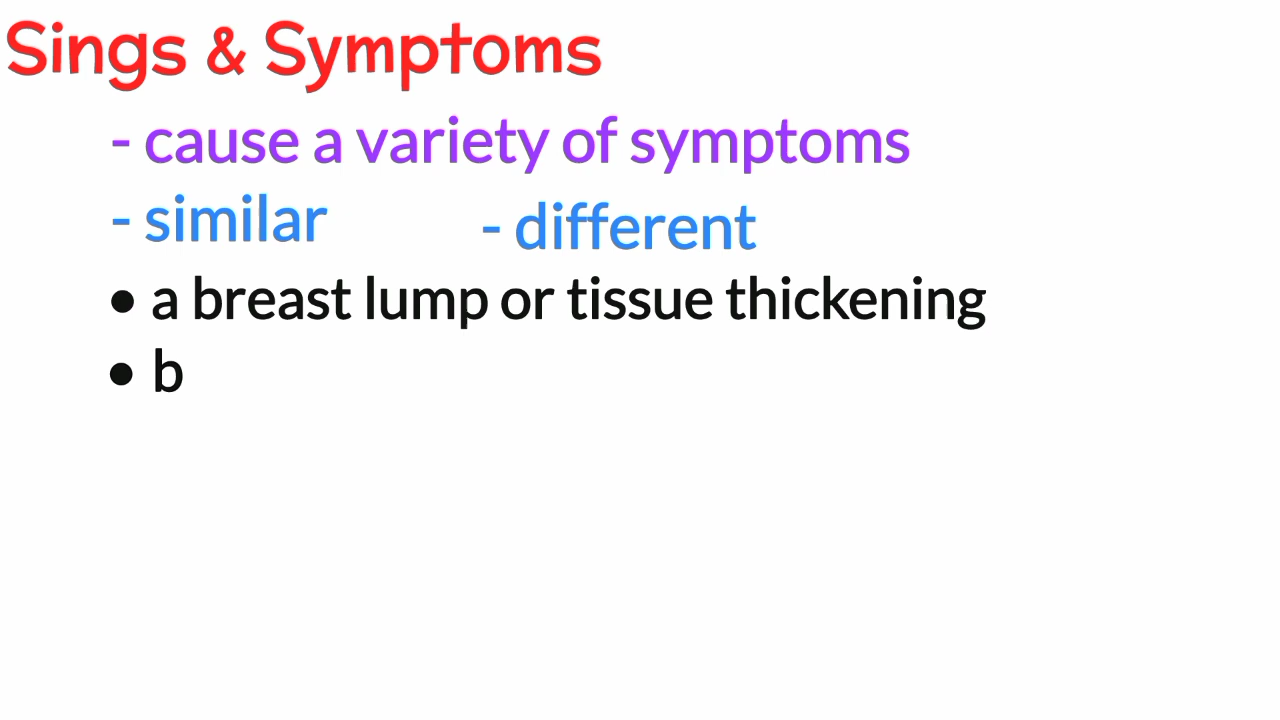 Sings & Symptoms
- cause a variety of symptoms
- similar - different
• a breast lump or tissue thickening
• b